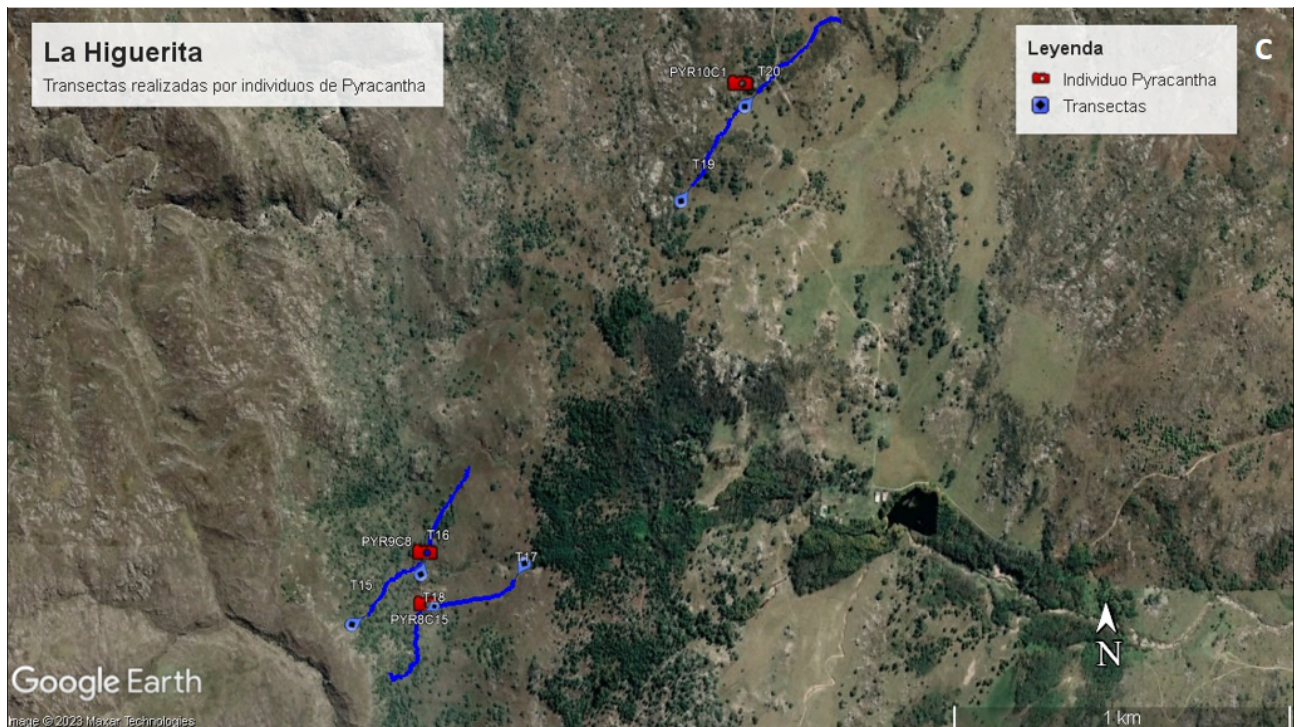 La Higuerita
Transectas realizadas por individuos de Pyracantha
Leyenda
Individuo Pyracantha
Transectas
C
PYR10C1
T20
T19
PYR9C8
T16
T15
T17
T18
PYR8C15
N
Google Earth
mage © 2023 Maxar Technologies
1 km